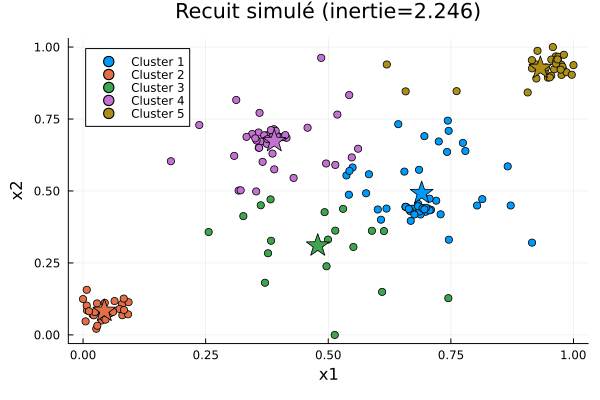 Recuit simulé (inertie=2.246)
1.00
0.75
0.50
0.25
0.00
x2
Cluster 1
Cluster 2
Cluster 3
Cluster 4
Cluster 5
0.00 0.25 0.50 0.75 1.00
x1